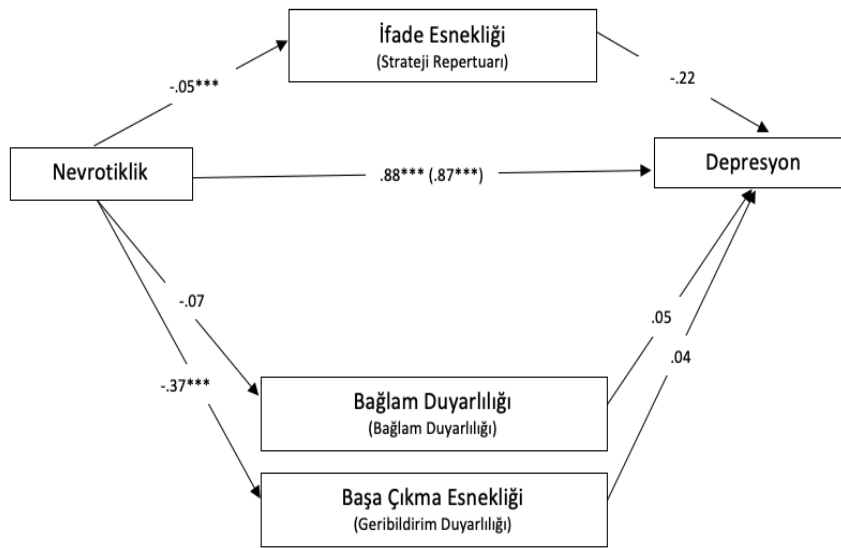 İfade Esnekliği
(Strateji Repertuarı)
-.05***
-.22
Nevrotiklik
.88*** (.87***)
Depresyon
-.07
.05
-.37***
.04
Bağlam Duyarlılığı
(Bağlam Duyarlılığı)
Başa Çıkma Esnekliği
(Geribildirim Duyarlılığı)